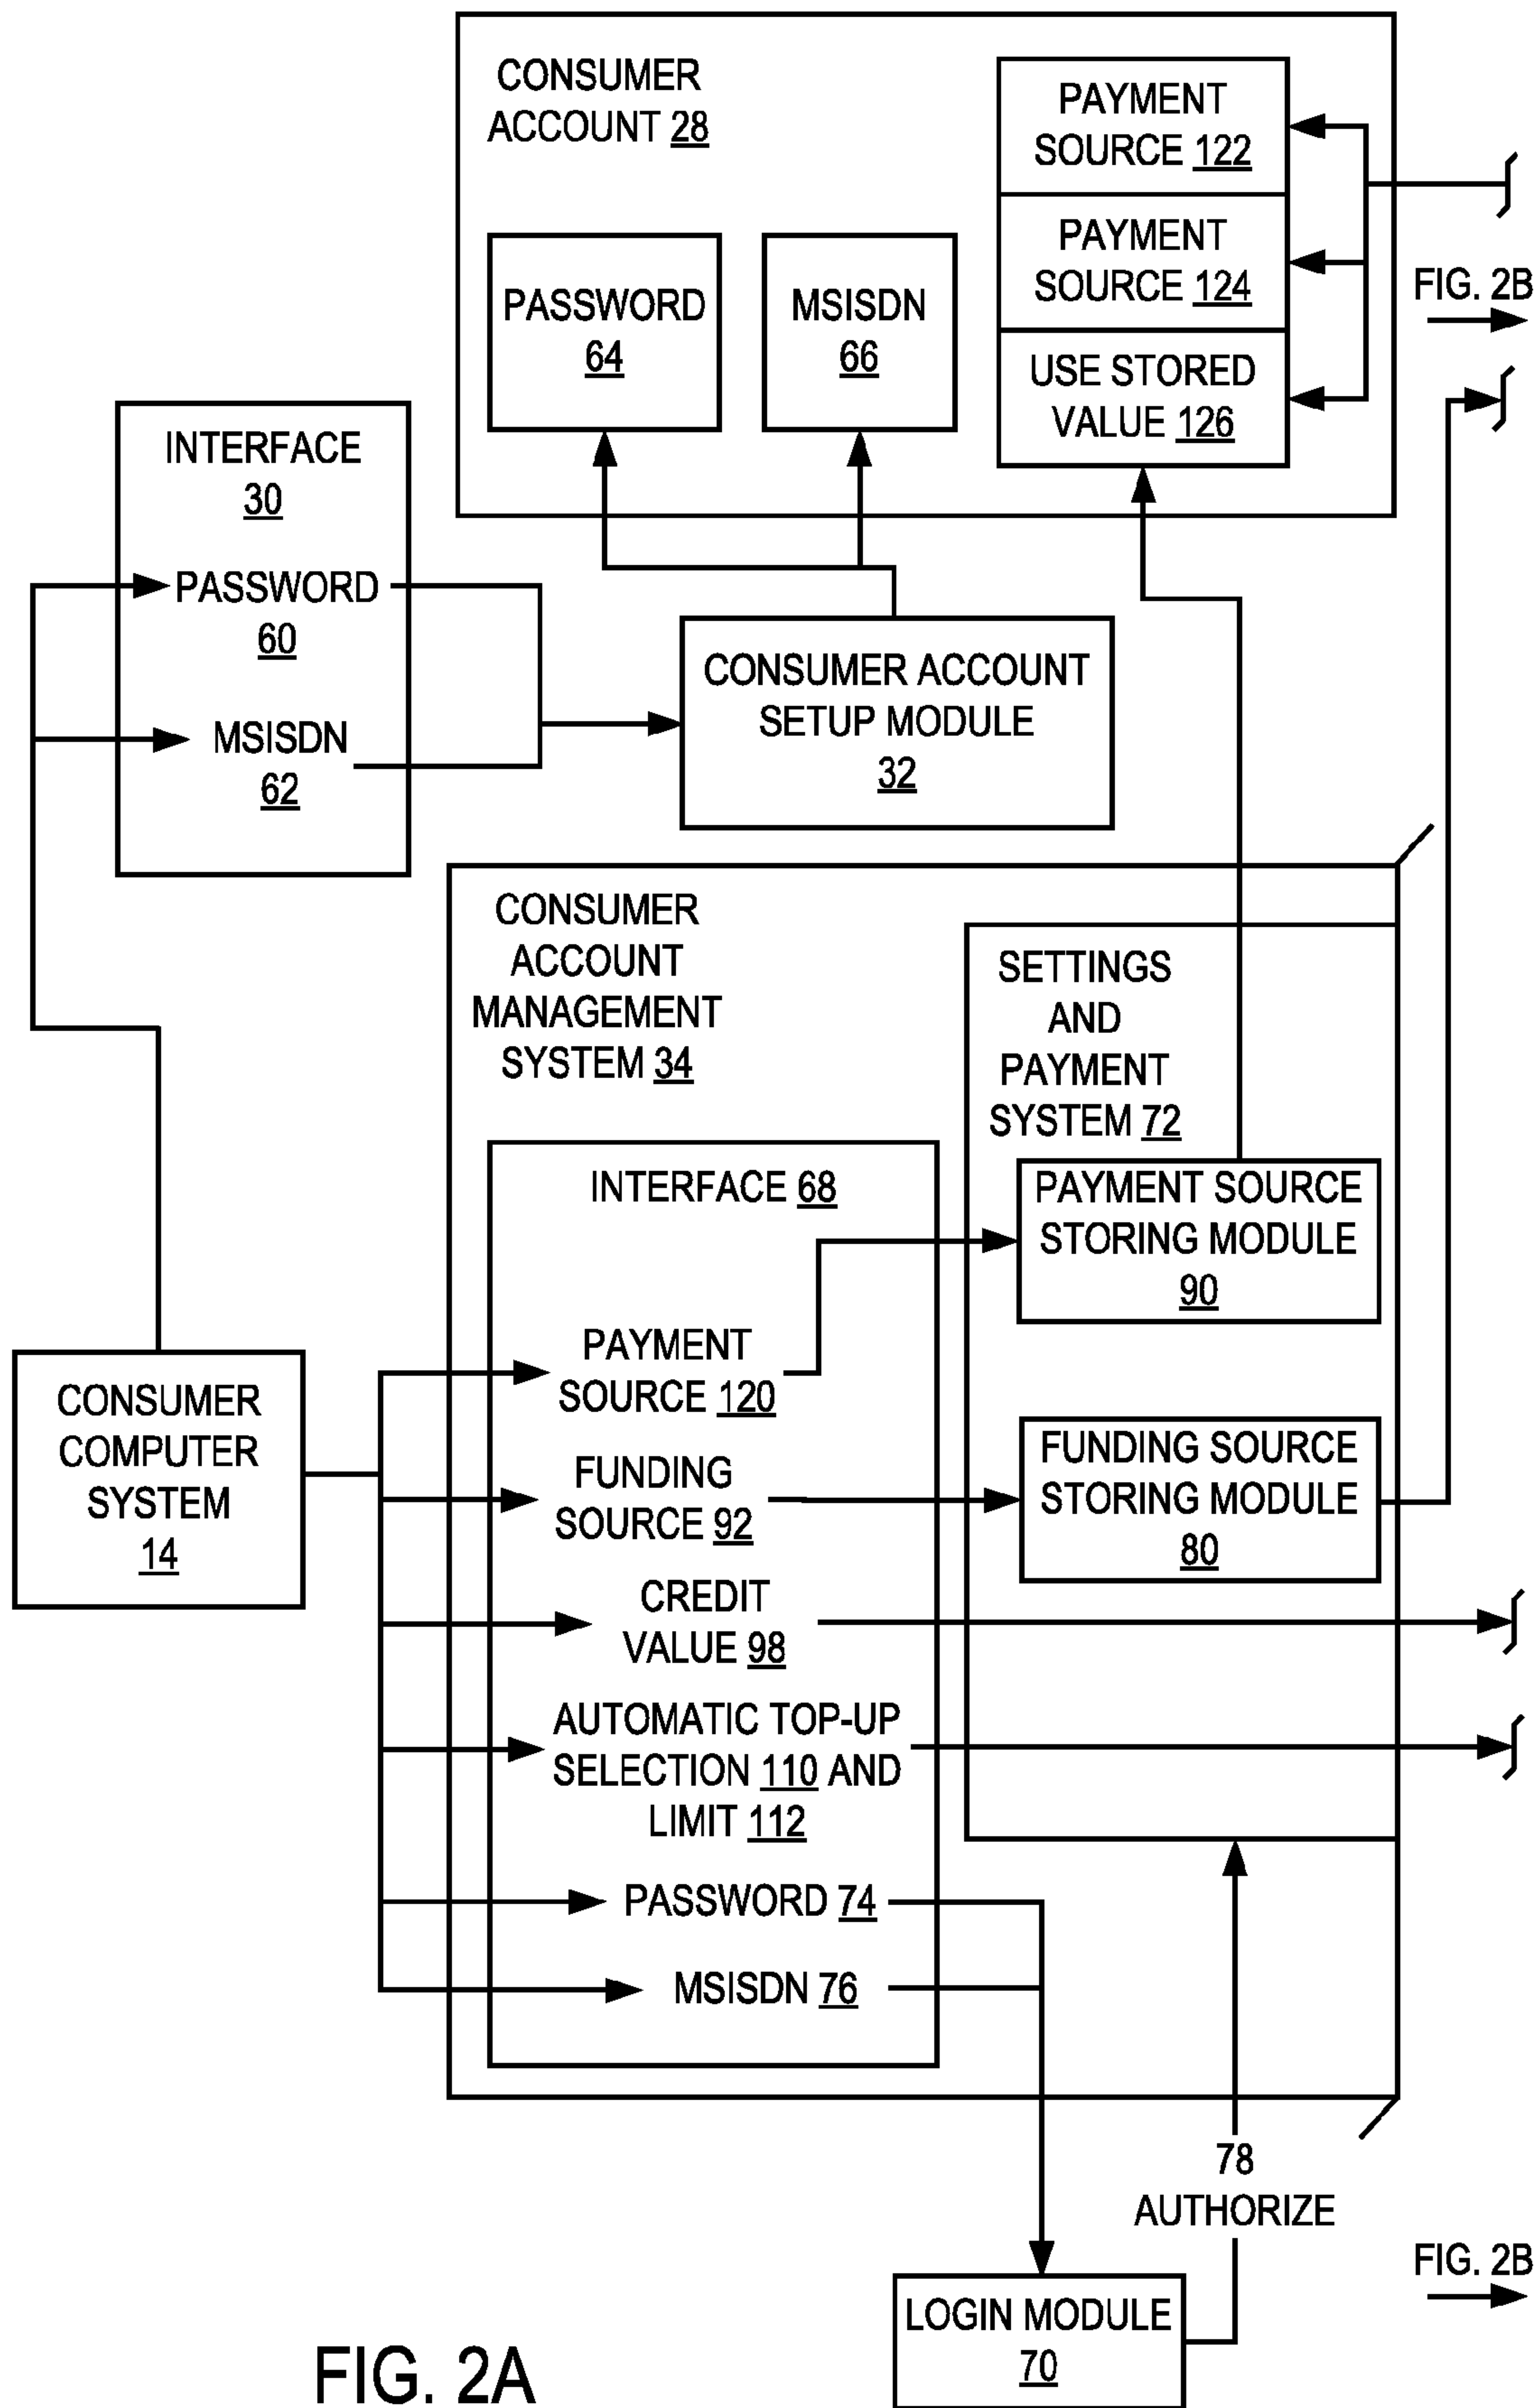 CONSUMER
ACCOUNT 28
PAYMENT
SOURCE 122
PAYMENT
SOURCE 124
USE STORED
VALUE 126
PASSWORD
64
MSISDN
66
FIG. 2B
INTERFACE
30
PASSWORD
60
MSISDN
62
CONSUMER ACCOUNT
SETUP MODULE
32
CONSUMER
ACCOUNT
MANAGEMENT
SYSTEM 34
SETTINGS
AND
PAYMENT
SYSTEM 72
INTERFACE 68
PAYMENT SOURCE
STORING MODULE
90
PAYMENT
SOURCE 120
CONSUMER
COMPUTER
SYSTEM
14
FUNDING
SOURCE 92
FUNDING SOURCE
STORING MODULE
80
CREDIT
VALUE 98
AUTOMATIC TOP-UP
SELECTION 110 AND
LIMIT 112
PASSWORD 74
MSISDN 76
78
AUTHORIZE
FIG. 2B
LOGIN MODULE
70
FIG. 2A